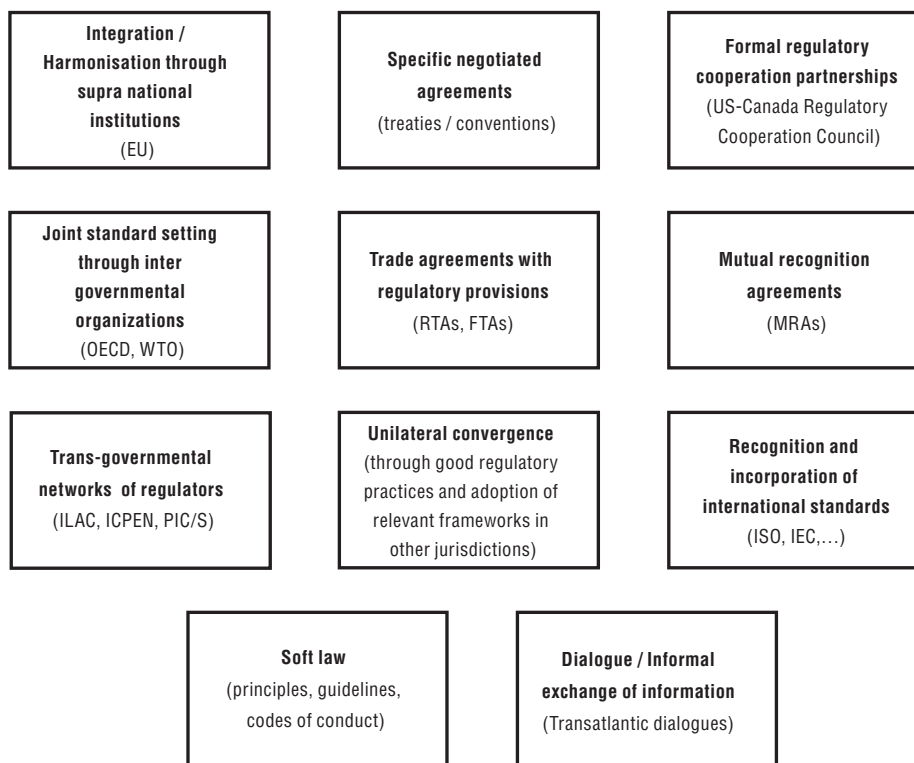 Integration /
Harmonisation through
supra national
institutions
(EU)
Specific negotiated
agreements
(treaties / conventions)
Formal regulatory
cooperation partnerships
(US-Canada Regulatory
Cooperation Council)
Joint standard setting
through inter
governmental
organizations
(OECD, WTO)
Trade agreements with
regulatory provisions
(RTAs, FTAs)
Mutual recognition
agreements
(MRAs)
Trans-governmental
networks of regulators
(ILAC, ICPEN, PIC/S)
Unilateral convergence
(through good regulatory
practices and adoption of
relevant frameworks in
other jurisdictions)
Recognition and
incorporation of
international standards
(ISO, IEC,...)
Soft law
(principles, guidelines,
codes of conduct)
Dialogue / Informal
exchange of information
(Transatlantic dialogues)